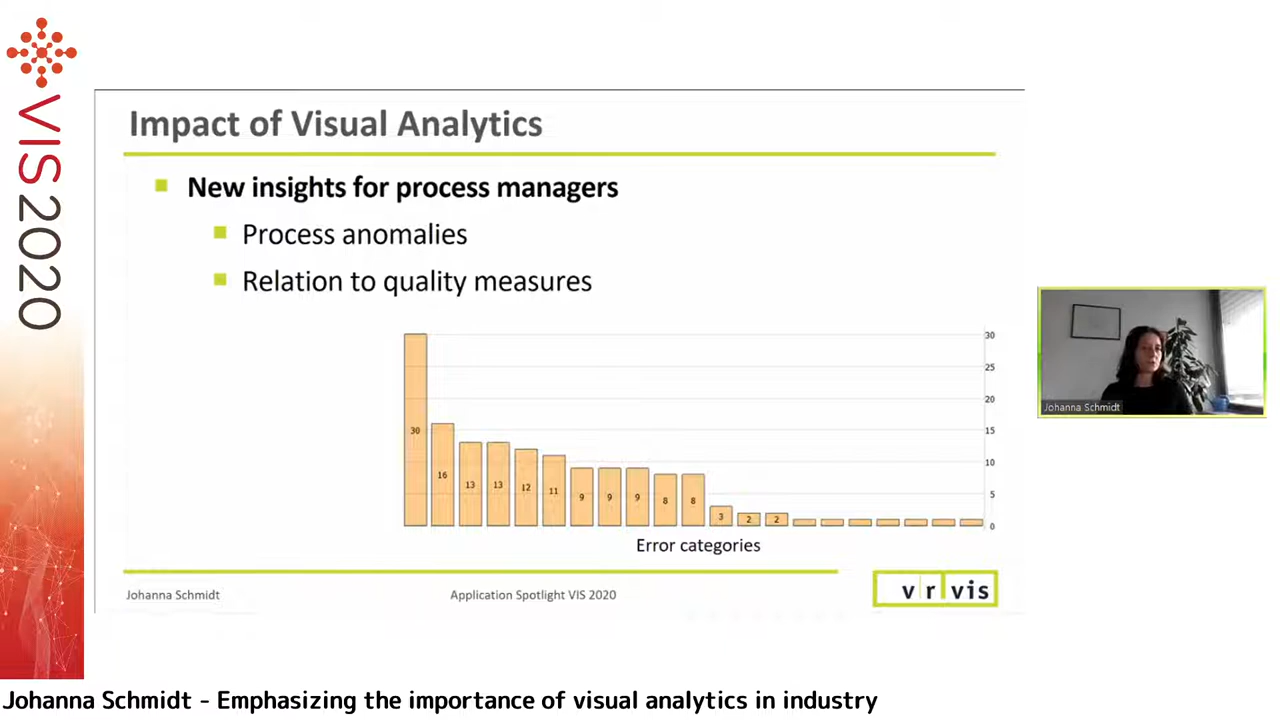 VIS2020
Impact of Visual Analytics
New insights for process managers
Process anomalies
Relation to quality measures
30
25
20
15
10
5
0
30
16
13
13
12
11
9
9
9
8
8
3
2
2
Error categories
Johanna Schmidt
Application Spotlight VIS 2020
vrvis
Johanna Schmidt
Johanna Schmidt - Emphasizing the importance of visual analytics in industry